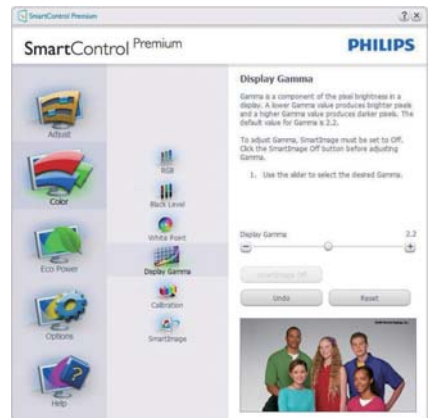 SmartControl Premium
SmartControl Premium
PHILIPS
Adjust
Color
Eco Power
Options
Help
RGB
Black Level
White Point
Display Gamma
Calibration
SmartImage
Display Gamma
Gamma is a component of the pixel brightness in a
display. A lower Gamma value produces brighter pixels
and a higher Gamma value produces darker pixels. The
default value for Gamma is 2.2.
To adjust Gamma, SmartImage must be set to Off.
Click the SmartImage Off button before adjusting
Gamma.
1. Use the slider to select the desired Gamma.
Display Gamma 2.2
SmartImage Off
Undo Reset